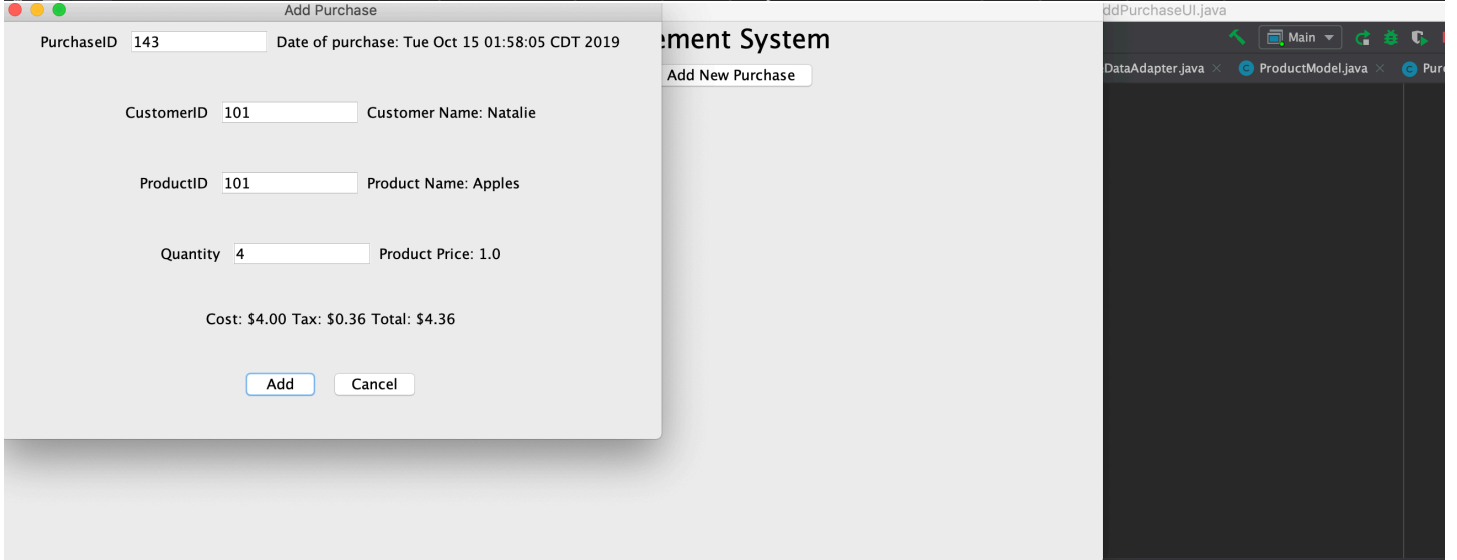 Add Purchase
ddPurchaseUI.java
PurchaseID 143 Date of purchase: Tue Oct 15 01:58:05 CDT 2019
ement System
Main
Add New Purchase
DataAdapter.java ProductModel.java Pur
CustomerID 101 Customer Name: Natalie
ProductID 101 Product Name: Apples
Quantity 4 Product Price: 1.0
Cost: $4.00 Tax: $0.36 Total: $4.36
Add Cancel